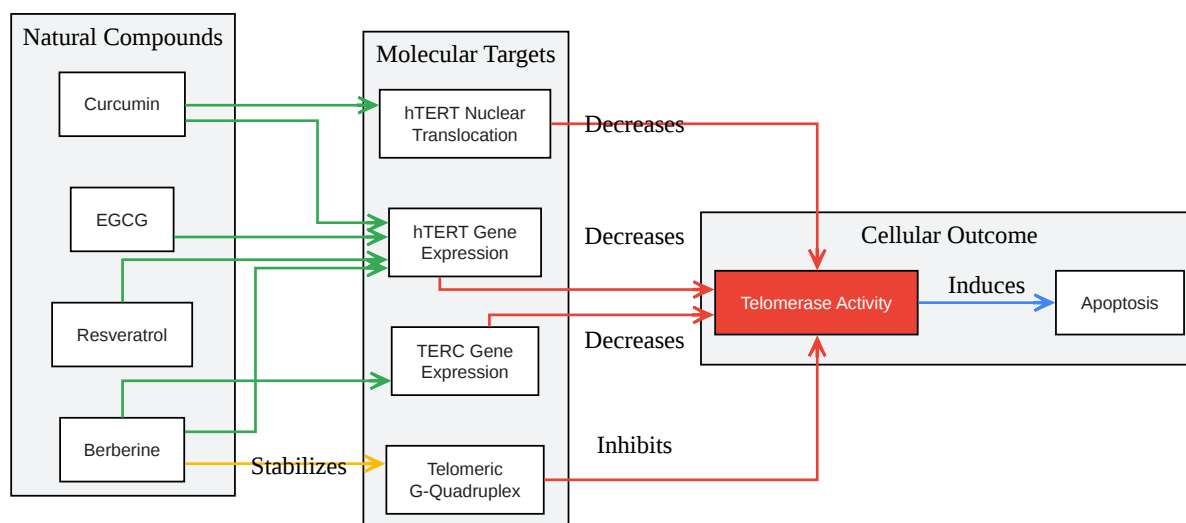 Natural Compounds
Curcumin
EGCG
Resveratrol
Berberine
Stabilizes
Molecular Targets
hTERT Nuclear
Translocation
hTERT Gene
Expression
TERC Gene
Expression
Telomeric
G-Quadruplex
Decreases
Decreases
Decreases
Inhibits
Cellular Outcome
Telomerase Activity
Induces
Apoptosis